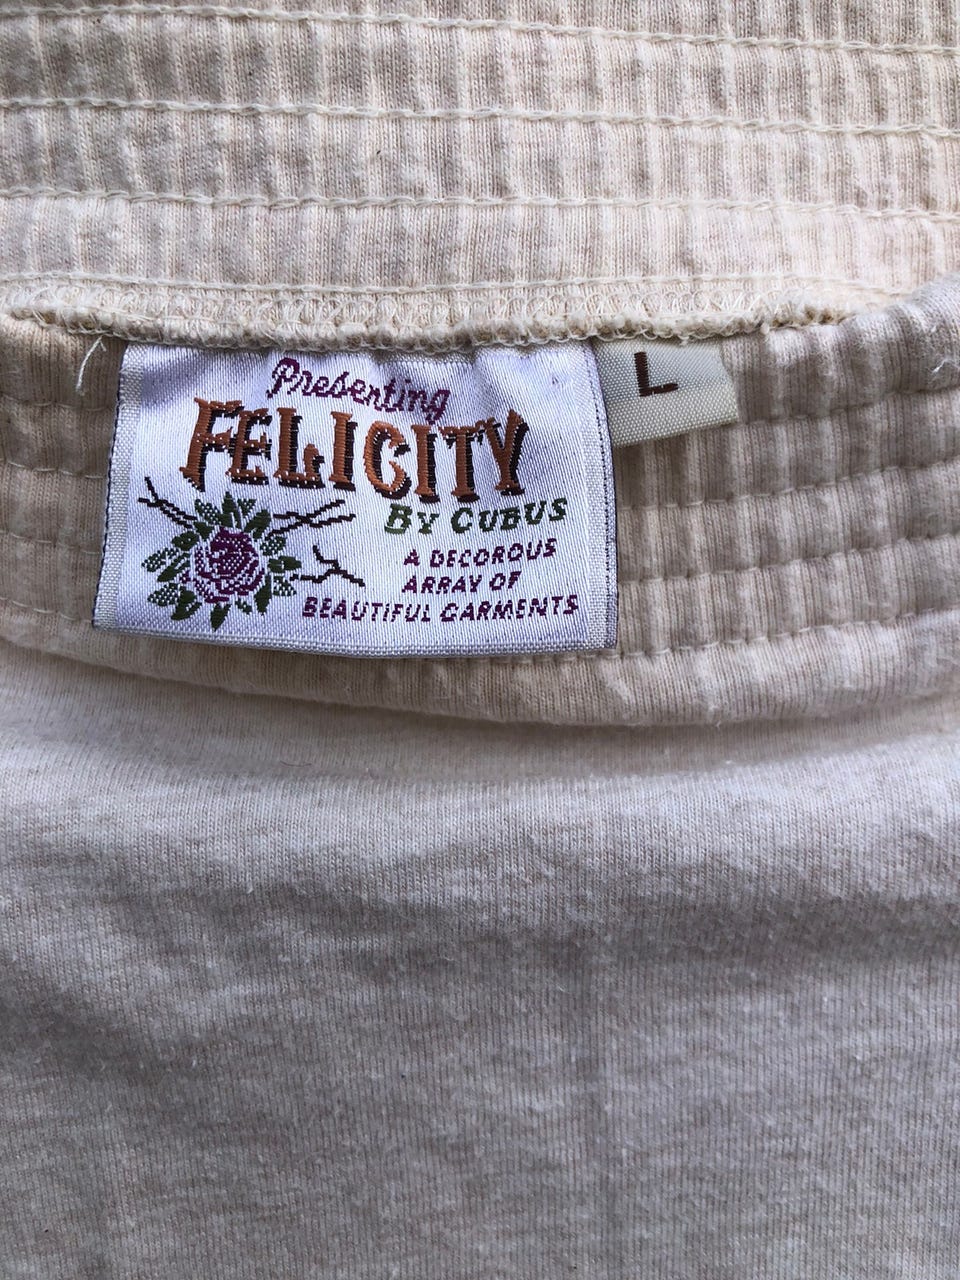 Presenting
FELICITY
BY CUBUS
A DECOROUS
ARRAY OF
BEAUTIFUL GARMENTS
L